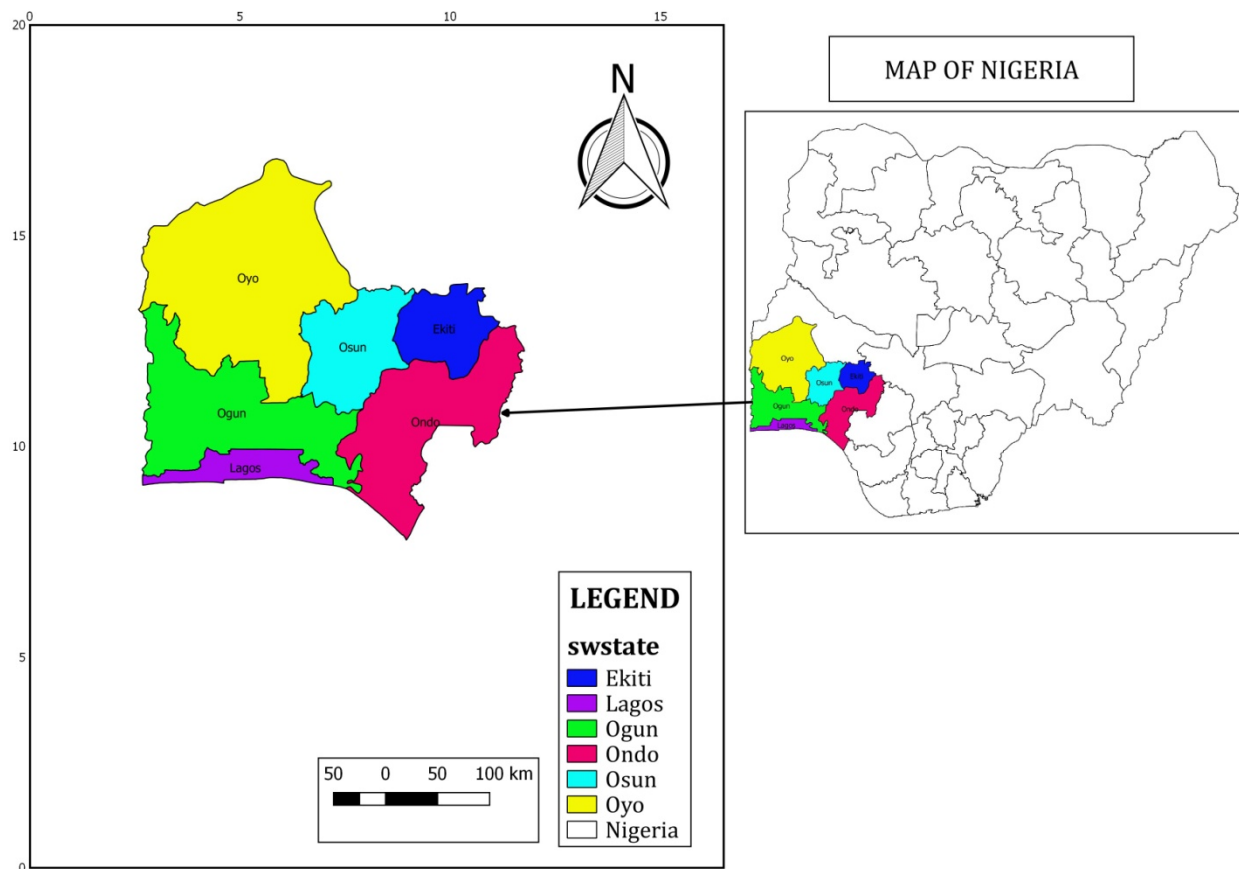 0 5 10 15
20
15
10
5
0
N
Oyo
Ekiti
Osun
Ogun
Ondo
Lagos
LEGEND
swstate
Ekiti
Lagos
Ogun
Ondo
Osun
Oyo
Nigeria
50 0 50 100 km
MAP OF NIGERIA
Oyo
Osun
Ekiti
Ogun
Ondo
Lagos